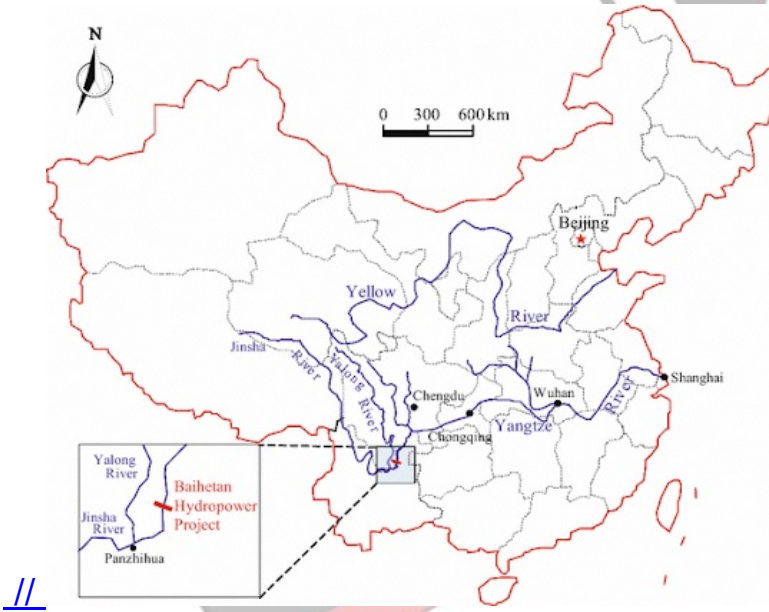 N
0 300 600 km
Beijing
Yellow
River
Jinsha
River
Yalong
River
Chengdu
Chongqing
Wuhan
Yangtze
River
Shanghai
Yalong
River
Baihetan
Hydropower
Project
Jinsha
River
Panzhihua
//